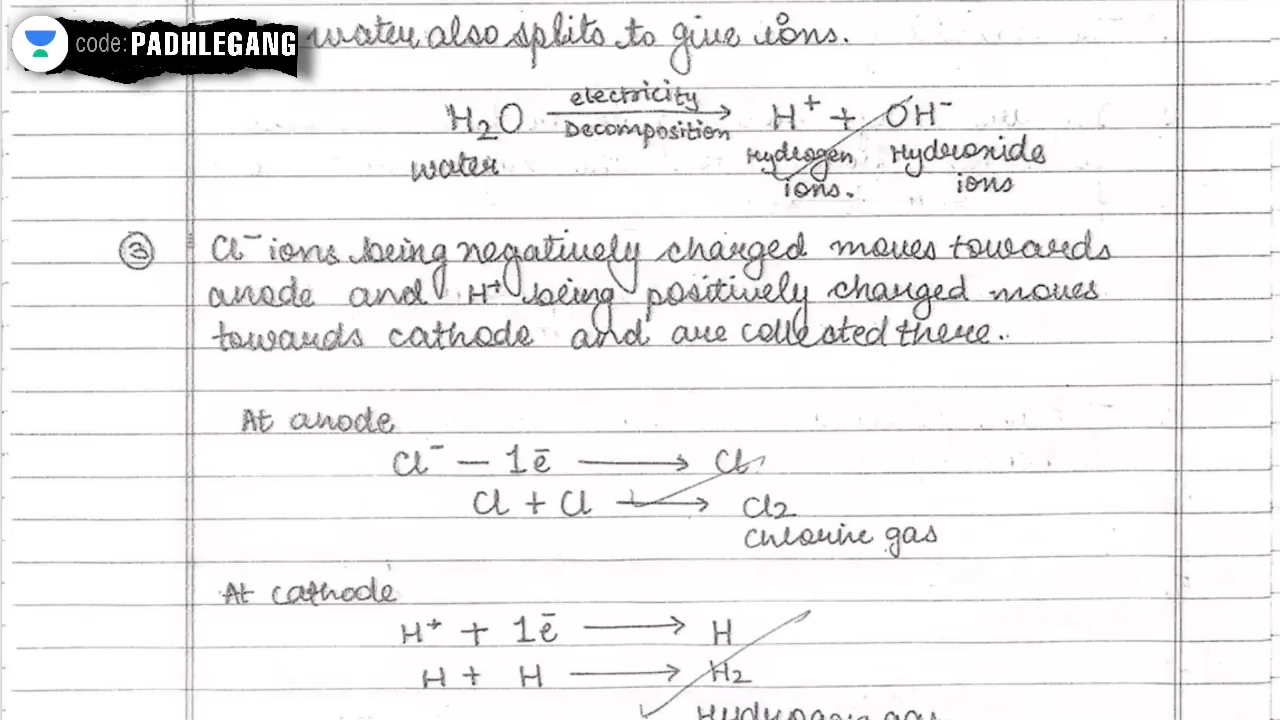 code: PADHLEGANG
water also splits to give ions.
H₂O —electricity/Decomposition→ H⁺ + OH⁻
water Hydrogen ions. Hydroxide ions
③ Cl⁻ ions being negatively charged moves towards
anode and H⁺ being positively charged moves
towards cathode and are collected there.
At anode
Cl⁻ — 1e̅ → Cl
Cl + Cl → Cl₂
chlorine gas
At cathode
H⁺ + 1e̅ → H
H + H → H₂